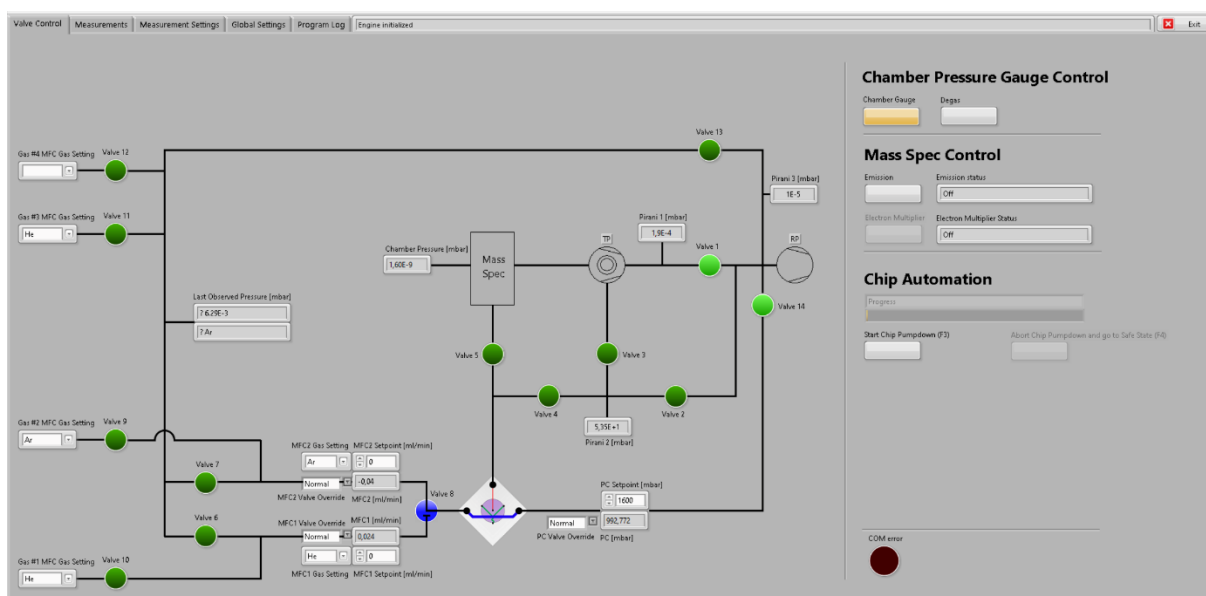 Valve Control Measurements Measurement Settings Global Settings Program Log Engine initialized Exit
Chamber Pressure Gauge Control
Chamber Gauge Degas
Mass Spec Control
Emission Emission status
Off
Electron Multiplier Electron Multiplier Status
Off
Chip Automation
Progress
Start Chip Pumpdown (F3) Abort Chip Pumpdown and go to Safe State (F4)
COM error
Valve 13
Gas #4 MFC Gas Setting Valve 12
Pirani 3 [mbar]
1E-5
Gas #3 MFC Gas Setting Valve 11
He
Pirani 1 [mbar]
1,9E-4
TP
Valve 1
RP
Chamber Pressure [mbar]
1,60E-9
Mass
Spec
Last Observed Pressure [mbar]
? 6.29E-3
? Ar
Valve 14
Valve 5
Valve 3
Valve 4
Valve 2
5,35E+1
Pirani 2 [mbar]
Gas #2 MFC Gas Setting Valve 9
Ar
MFC2 Gas Setting MFC2 Setpoint [ml/min]
Ar 0
Valve 7
Normal -0,04
MFC2 Valve Override MFC2 [ml/min]
Valve 8
PC Setpoint [mbar]
1600
Normal 992,772
PC Valve Override PC [mbar]
Valve 6
MFC1 Valve Override MFC1 [ml/min]
Normal 0,024
He 0
MFC1 Gas Setting MFC1 Setpoint [ml/min]
Gas #1 MFC Gas Setting Valve 10
He